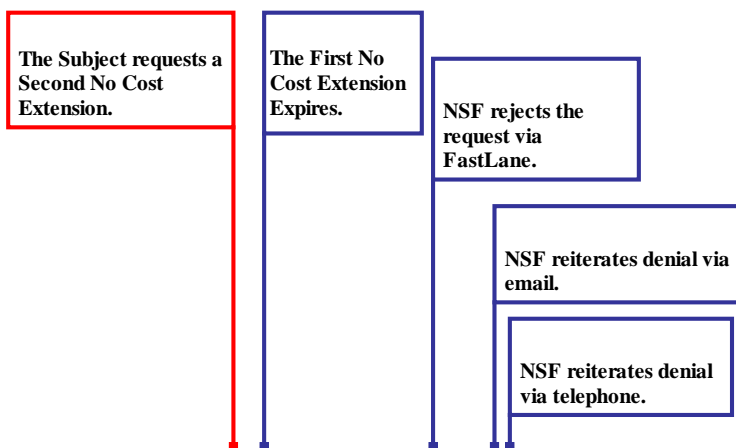 The Subject requests a
Second No Cost
Extension.
The First No
Cost Extension
Expires.
NSF rejects the
request via
FastLane.
NSF reiterates denial via
email.
NSF reiterates denial
via telephone.